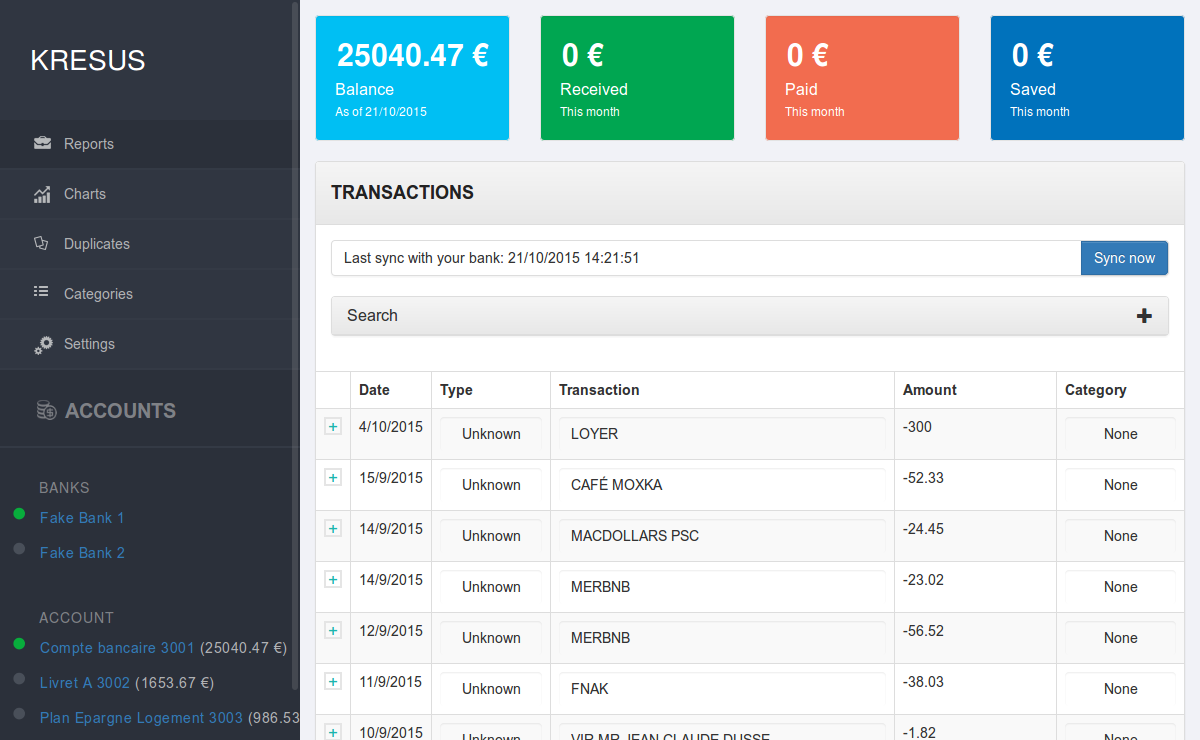 KRESUS
Reports
Charts
Duplicates
Categories
Settings
ACCOUNTS
BANKS
Fake Bank 1
Fake Bank 2
ACCOUNT
Compte bancaire 3001 (25040.47 €)
Livret A 3002 (1653.67 €)
Plan Epargne Logement 3003 (986.53
25040.47 €
Balance
As of 21/10/2015
0 €
Received
This month
0 €
Paid
This month
0 €
Saved
This month
TRANSACTIONS
Last sync with your bank: 21/10/2015 14:21:51 Sync now
Search
Date Type Transaction Amount Category
4/10/2015 Unknown LOYER -300 None
15/9/2015 Unknown CAFÉ MOXKA -52.33 None
14/9/2015 Unknown MACDOLLARS PSC -24.45 None
14/9/2015 Unknown MERBNB -23.02 None
12/9/2015 Unknown MERBNB -56.52 None
11/9/2015 Unknown FNAK -38.03 None
10/9/2015 Unknown VIR MR JEAN CLAUDE DUSSE -1.82 None